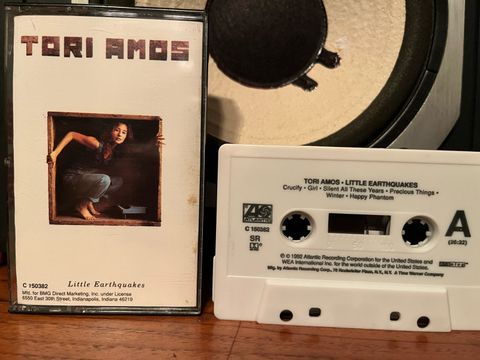 TORI AMOS
C 150382
Little Earthquakes
Mfd. for BMG Direct Marketing, Inc. under License
6550 East 30th Street, Indianapolis, Indiana 46219
TORI AMOS • LITTLE EARTHQUAKES
Crucify • Girl • Silent All These Years • Precious Things •
Winter • Happy Phantom
ATLANTIC
C 150382
SR
A
(26:32)
℗ © 1992 Atlantic Recording Corporation for the United States and
WEA International Inc. for the world outside of the United States.
Mfg. by Atlantic Recording Corp., 75 Rockefeller Plaza, N.Y., N.Y. A Time Warner Company